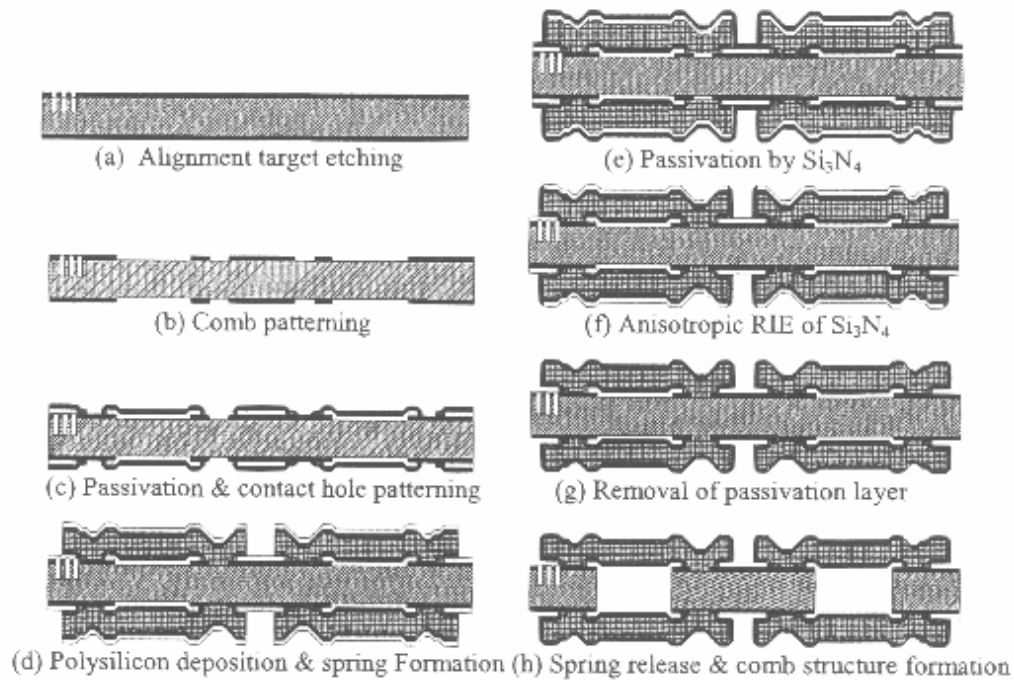 (a) Alignment target etching
(b) Comb patterning
(c) Passivation & contact hole patterning
(d) Polysilicon deposition & spring Formation
(e) Passivation by Si₃N₄
(f) Anisotropic RIE of Si₃N₄
(g) Removal of passivation layer
(h) Spring release & comb structure formation